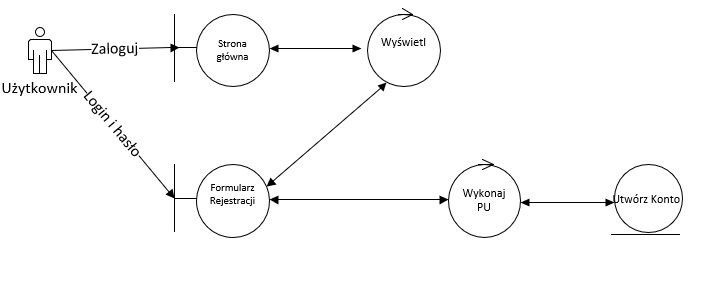 Zaloguj
Strona
główna
Wyświetl
Użytkownik
Login i hasło
Formularz
Rejestracji
Wykonaj
PU
Utwórz Konto